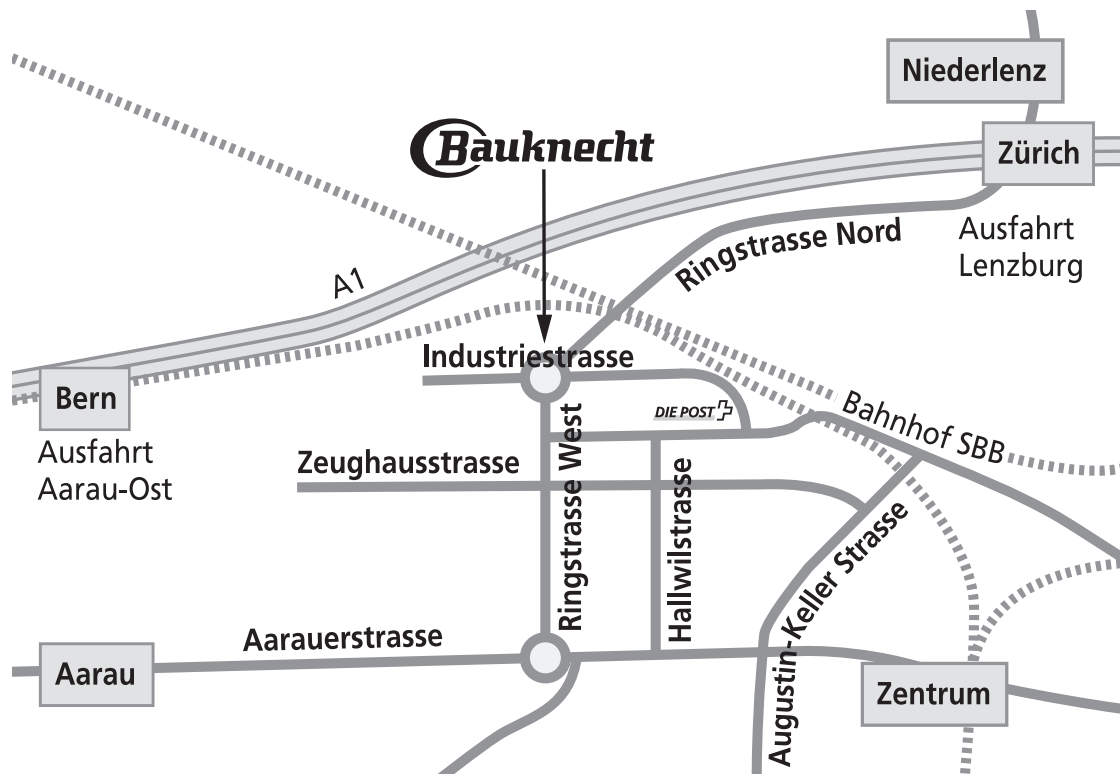 Niederlenz
Bauknecht
Zürich
Ringstrasse Nord
Ausfahrt
Lenzburg
A1
Industriestrasse
Bern
DIE POST
Bahnhof SBB
Ausfahrt
Aarau-Ost
Zeughausstrasse
Ringstrasse West
Hallwilstrasse
Augustin-Keller Strasse
Aarauerstrasse
Aarau
Zentrum